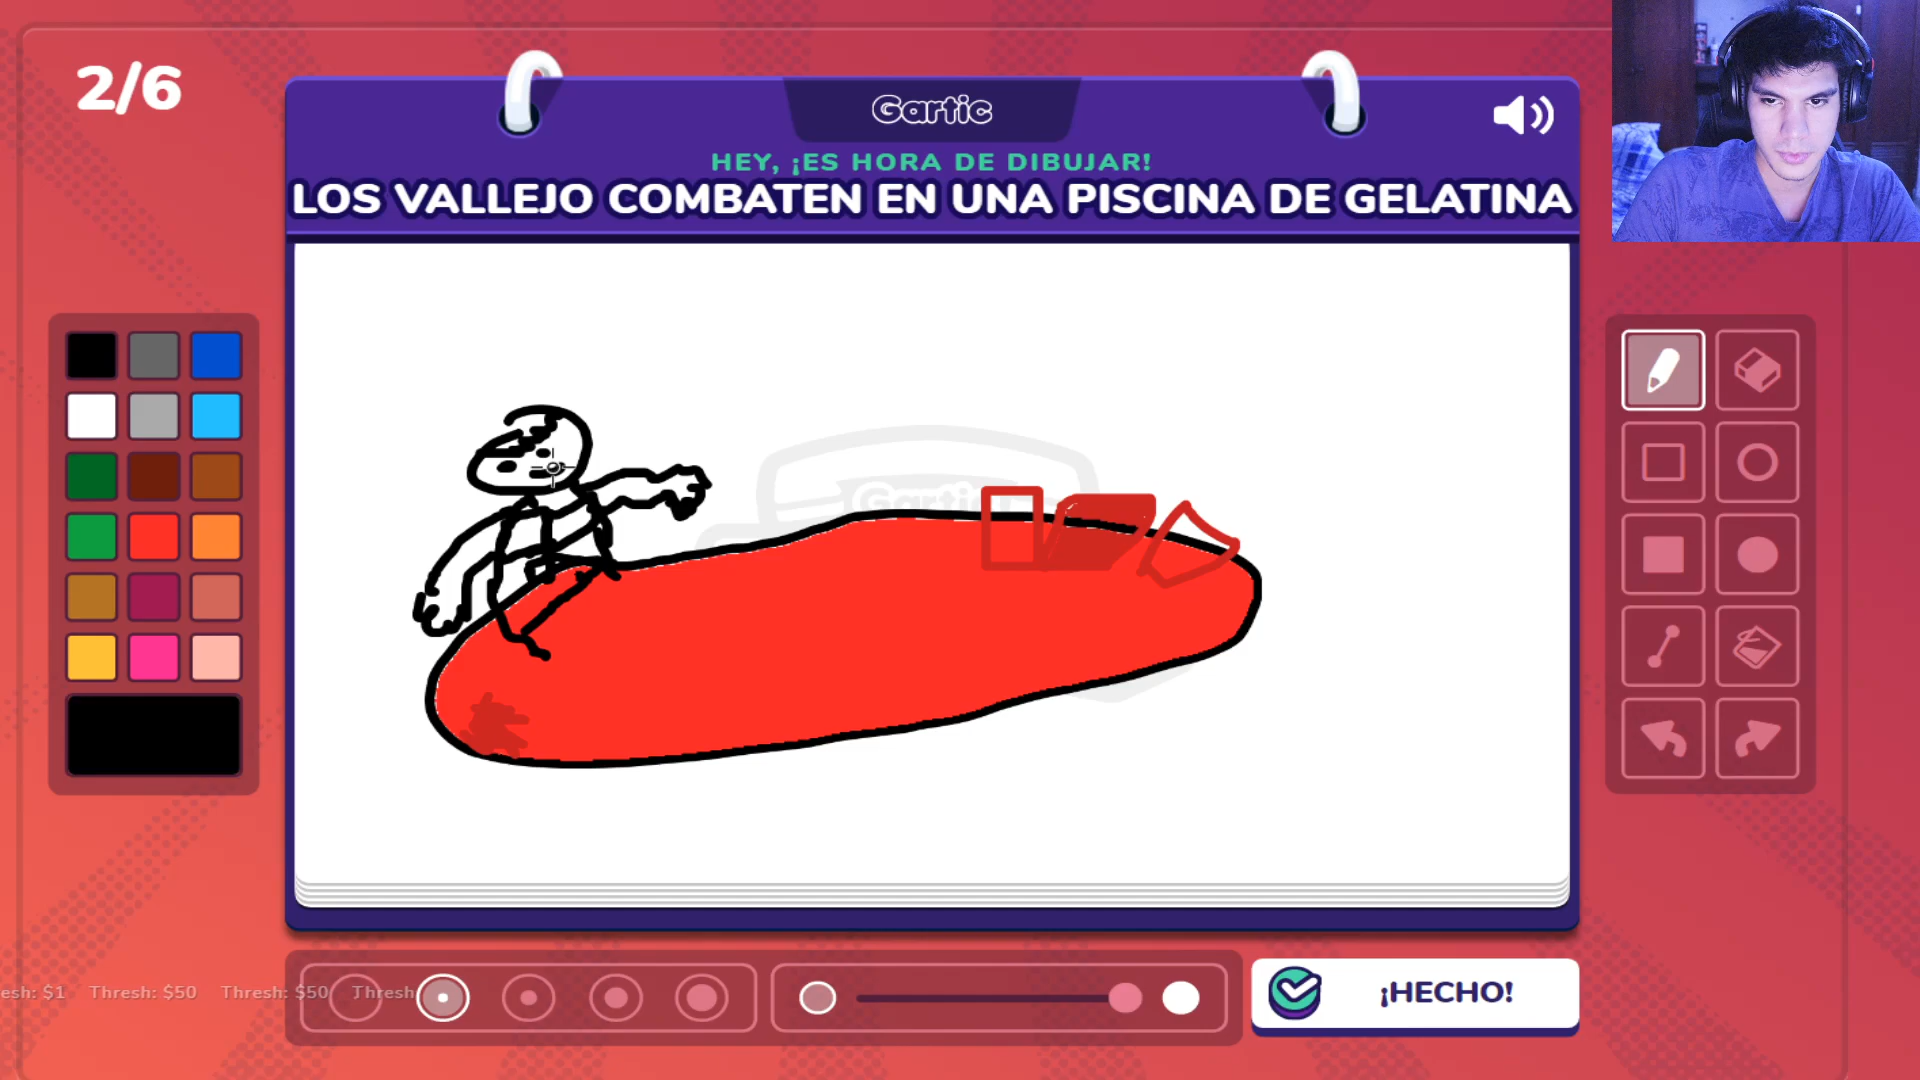 2/6
Gartic
HEY, ¡ES HORA DE DIBUJAR!
LOS VALLEJO COMBATEN EN UNA PISCINA DE GELATINA
Gartic
esh: $1 Thresh: $50 Thresh: $50 Thresh
¡HECHO!